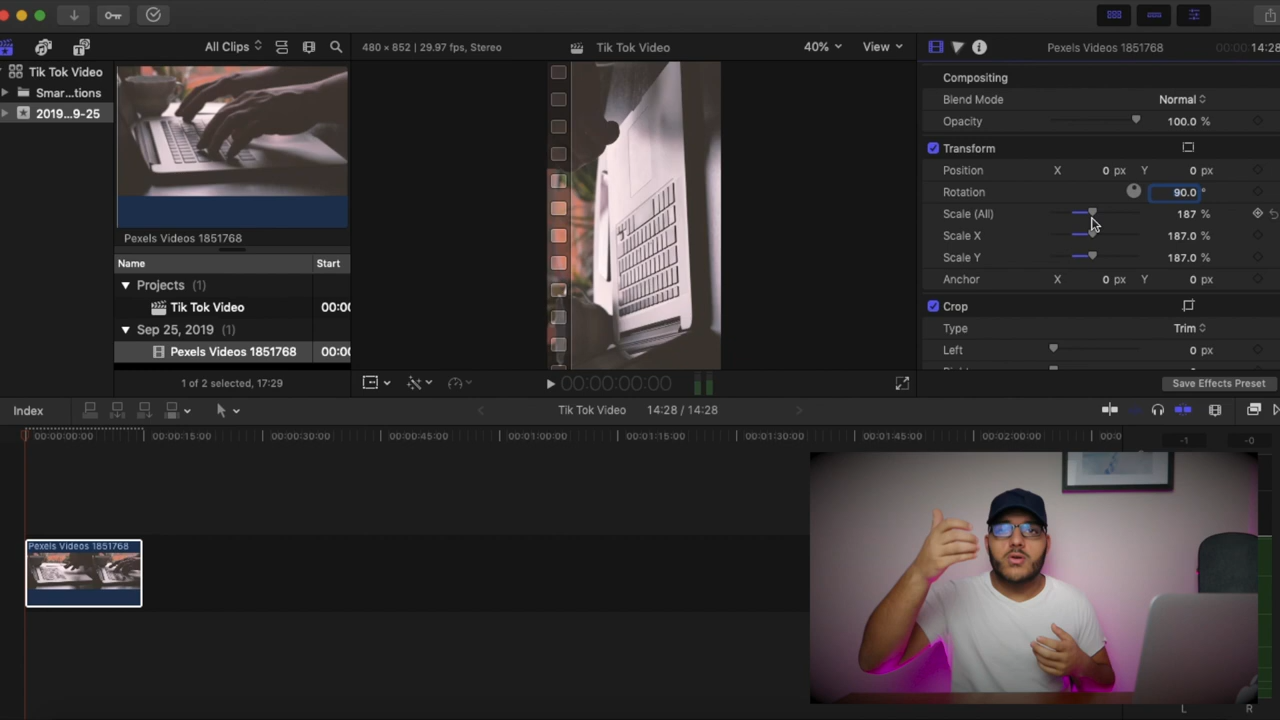 All Clips
480 × 852 | 29.97 fps, Stereo
Tik Tok Video
40%
View
Pexels Videos 1851768
00:00 14:28
Tik Tok Video
Smar...tions
2019...9-25
Pexels Videos 1851768
Name
Start
Projects (1)
Tik Tok Video
00:00
Sep 25, 2019 (1)
Pexels Videos 1851768
00:00
1 of 2 selected, 17:29
00:00:00:00
Compositing
Blend Mode
Normal
Opacity
100.0 %
Transform
Position
X
0 px
Y
0 px
Rotation
90.0 °
Scale (All)
187 %
Scale X
187.0 %
Scale Y
187.0 %
Anchor
X
0 px
Y
0 px
Crop
Type
Trim
Left
0 px
Save Effects Preset
Index
Tik Tok Video
14:28 / 14:28
00:00:00:00
00:00:15:00
00:00:30:00
00:00:45:00
00:01:00:00
00:01:15:00
00:01:30:00
00:01:45:00
00:02:00:00
00:0
-1
-0
Pexels Videos 1851768
L
R